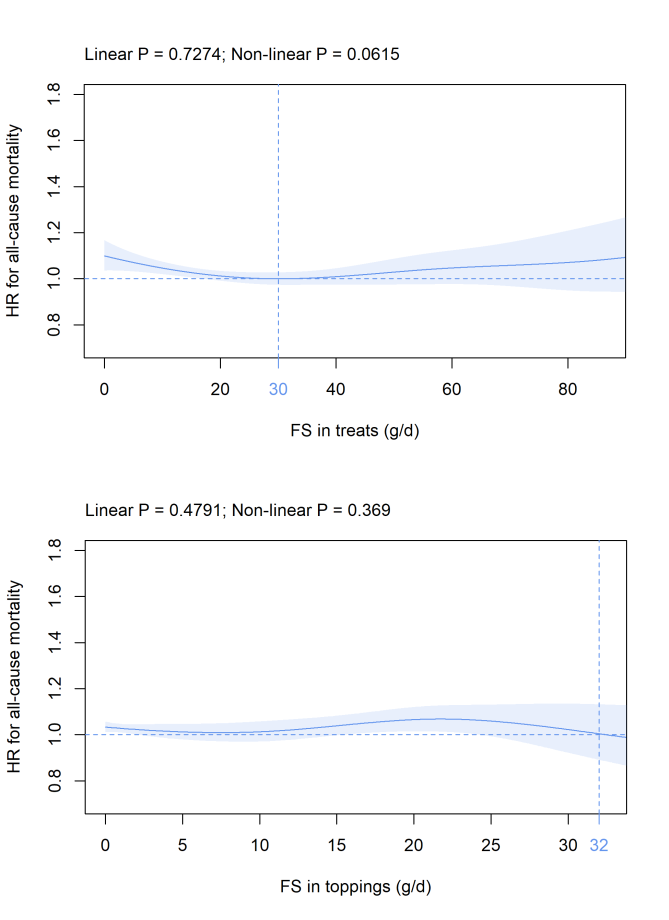 Linear P = 0.7274; Non-linear P = 0.0615
HR for all-cause mortality
1.8
1.6
1.4
1.2
1.0
0.8
0 20 30 40 60 80
FS in treats (g/d)
Linear P = 0.4791; Non-linear P = 0.369
HR for all-cause mortality
1.8
1.6
1.4
1.2
1.0
0.8
0 5 10 15 20 25 30 32
FS in toppings (g/d)